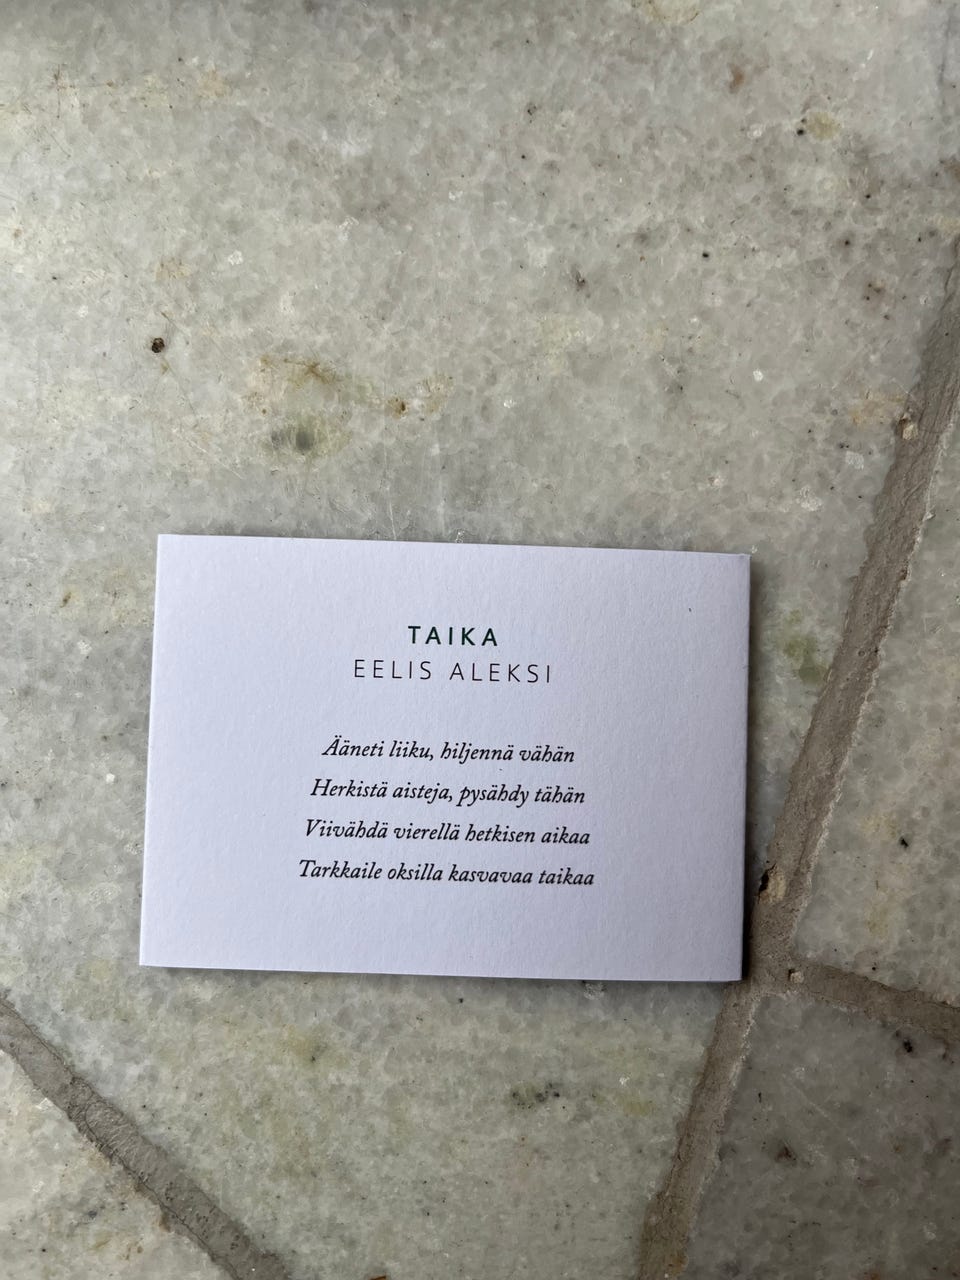 TAIKA
EELIS ALEKSI
Ääneti liiku, hiljennä vähän
Herkistä aisteja, pysähdy tähän
Viivähdä vierellä hetkisen aikaa
Tarkkaile oksilla kasvavaa taikaa